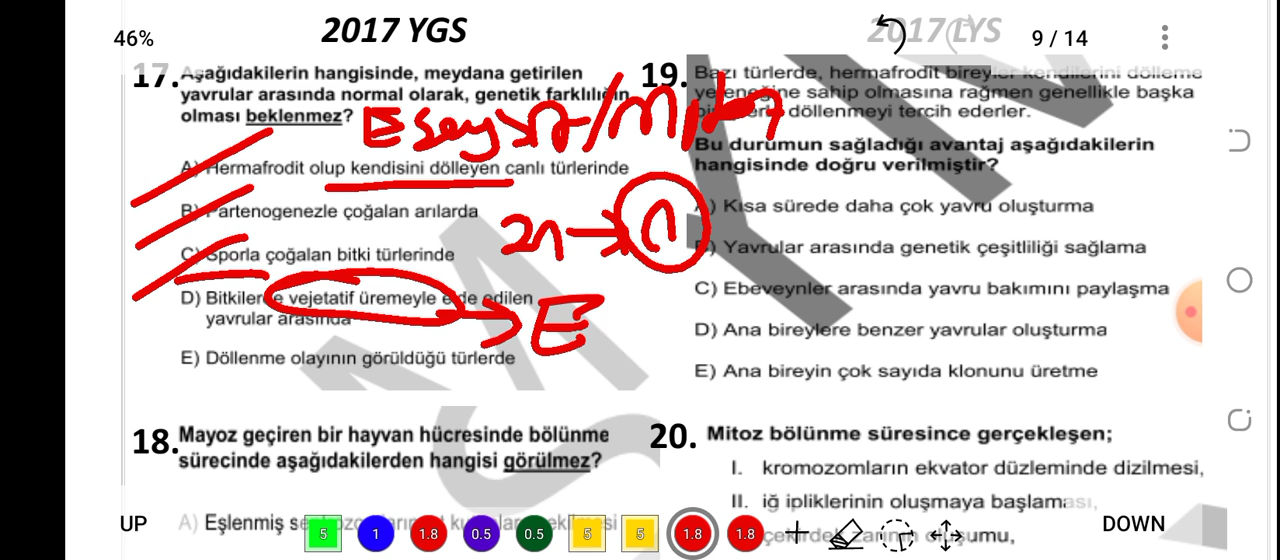 46%
2017 YGS
2017 LYS
9 / 14
17. Aşağıdakilerin hangisinde, meydana getirilen
yavrular arasında normal olarak, genetik farklılığın
olması beklenmez?
Eşeysiz/Mitoz
A) Hermafrodit olup kendisini dölleyen canlı türlerinde
B) Partenogenezle çoğalan arılarda
2n → n
C) Sporla çoğalan bitki türlerinde
D) Bitkilerde vejetatif üremeyle elde edilen
yavrular arasında
E
E) Döllenme olayının görüldüğü türlerde
18. Mayoz geçiren bir hayvan hücresinde bölünme
sürecinde aşağıdakilerden hangisi görülmez?
A) Eşlenmiş
19. Bazı türlerde, hermafrodit bireyler kendilerini dölleme
yeteneğine sahip olmasına rağmen genellikle başka
döllenmeyi tercih ederler.
Bu durumun sağladığı avantaj aşağıdakilerin
hangisinde doğru verilmiştir?
A) Kısa sürede daha çok yavru oluşturma
B) Yavrular arasında genetik çeşitliliği sağlama
C) Ebeveynler arasında yavru bakımını paylaşma
D) Ana bireylere benzer yavrular oluşturma
E) Ana bireyin çok sayıda klonunu üretme
20. Mitoz bölünme süresince gerçekleşen;
I. kromozomların ekvator düzleminde dizilmesi,
II. iğ ipliklerinin oluşmaya başlaması,
çekirdek zarının oluşumu,
UP
5
1
1.8
0.5
0.5
5
5
1.8
1.8
DOWN